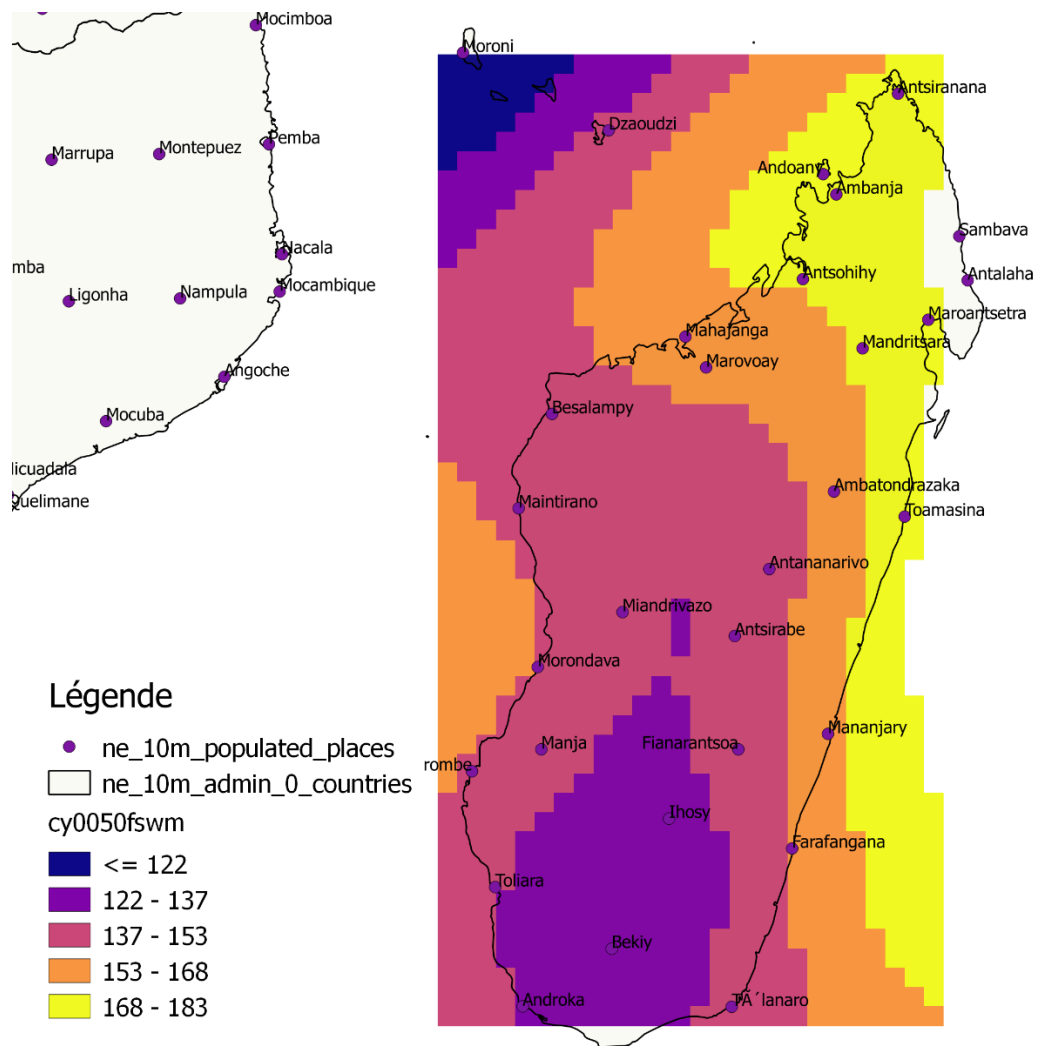 Mocimboa
Moroni
Antsiranana
Dzaoudzi
Pemba
Marrupa
Montepuez
Andoany
Ambanja
Sambava
Nacala
mba
Antsohihy
Antalaha
Ligonha
Nampula
Mocambique
Maroantsetra
Mahajanga
Mandritsara
Marovoay
Angoche
Besalampy
Mocuba
licuadala
Quelimane
Ambatondrazaka
Maintirano
Toamasina
Antananarivo
Miandrivazo
Antsirabe
Morondava
Légende
ne_10m_populated_places
Mananjary
Manja
Fianarantsoa
rombe
ne_10m_admin_0_countries
cy0050fswm
Ihosy
Farafangana
<= 122
Toliara
122 - 137
137 - 153
Bekiy
153 - 168
Androka
TÃ´lanaro
168 - 183